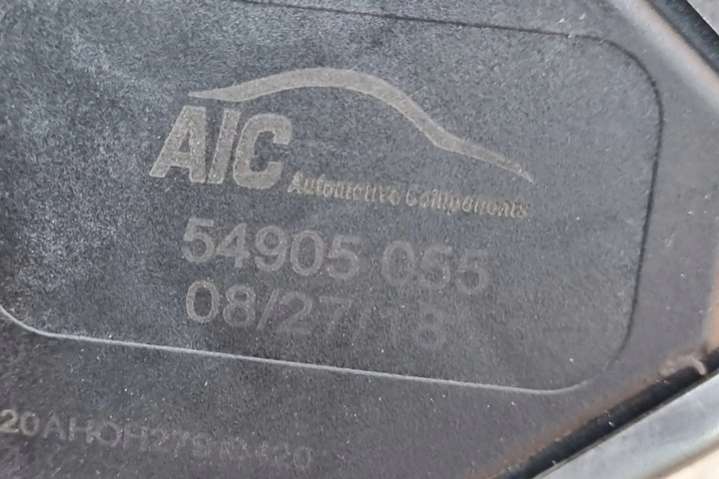 AIC
Automotive Components
54905 055
08/27/18